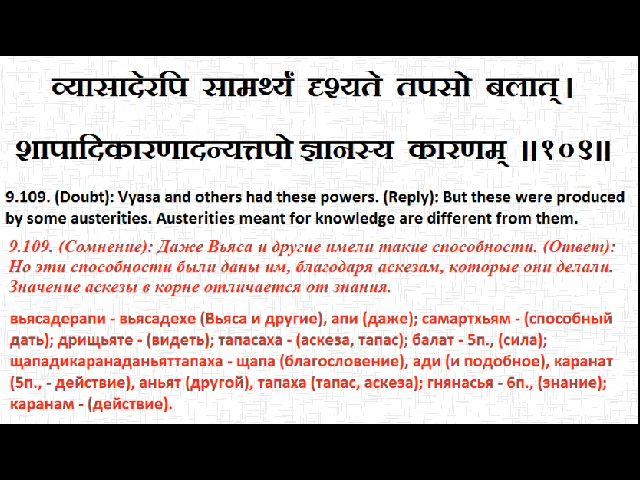 व्यासादेरपि सामर्थ्यं दृश्यते तपसो बलात् ।
शापादिकारणादन्यत्तपो ज्ञानस्य कारणम् ॥१०९॥
9.109. (Doubt): Vyasa and others had these powers. (Reply): But these were produced
by some austerities. Austerities meant for knowledge are different from them.
9.109. (Сомнение): Даже Вьяса и другие имели такие способности. (Ответ):
Но эти способности были даны им, благодаря аскезам, которые они делали.
Значение аскезы в корне отличается от знания.
вьясадерапи - вьясадехе (Вьяса и другие), апи (даже); самартхьям - (способный
дать); дрищьяте - (видеть); тапасаха - (аскеза, тапас); балат - 5п., (сила);
щападикаранаданьяттапаха - щапа (благословение), ади (и подобное), каранат
(5п., - действие), аньят (другой), тапаха (тапас, аскеза); гнянасья - 6п., (знание);
каранам - (действие).